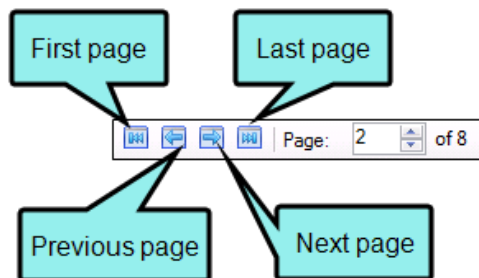 First page
Last page
Page: 2 of 8
Previous page
Next page